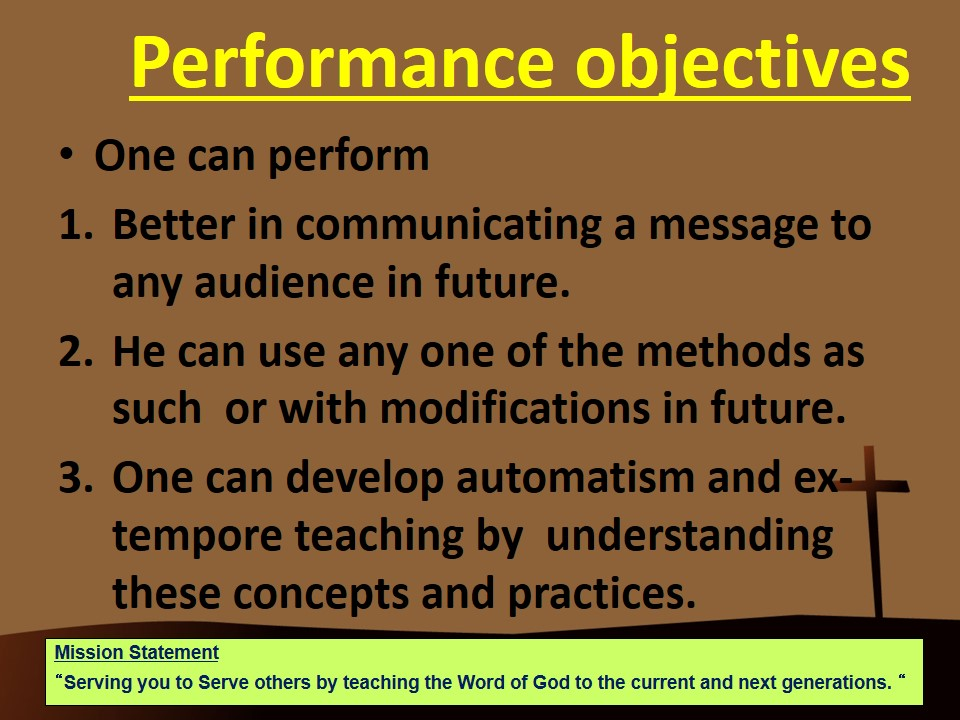 Performance objectives
• One can perform
1. Better in communicating a message to
any audience in future.
2. He can use any one of the methods as
such  or with modifications in future.
3. One can develop automatism and ex-
tempore teaching by  understanding
these concepts and practices.
Mission Statement
“Serving you to Serve others by teaching the Word of God to the current and next generations. “